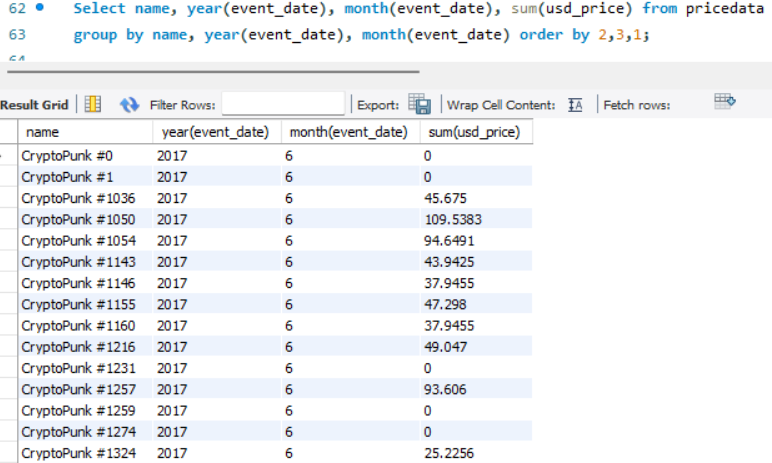 62 Select name, year(event_date), month(event_date), sum(usd_price) from pricedata
63 group by name, year(event_date), month(event_date) order by 2,3,1;
64
Result Grid Filter Rows: Export: Wrap Cell Content: Fetch rows:
name year(event_date) month(event_date) sum(usd_price)
CryptoPunk #0 2017 6 0
CryptoPunk #1 2017 6 0
CryptoPunk #1036 2017 6 45.675
CryptoPunk #1050 2017 6 109.5383
CryptoPunk #1054 2017 6 94.6491
CryptoPunk #1143 2017 6 43.9425
CryptoPunk #1146 2017 6 37.9455
CryptoPunk #1155 2017 6 47.298
CryptoPunk #1160 2017 6 37.9455
CryptoPunk #1216 2017 6 49.047
CryptoPunk #1231 2017 6 0
CryptoPunk #1257 2017 6 93.606
CryptoPunk #1259 2017 6 0
CryptoPunk #1274 2017 6 0
CryptoPunk #1324 2017 6 25.2256